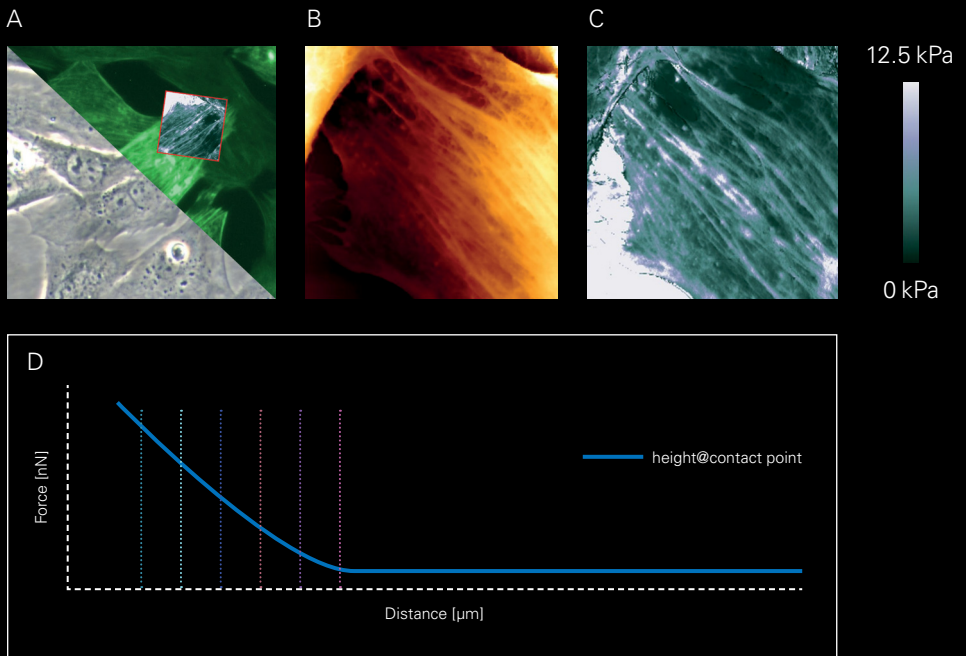 A
B
C
12.5 kPa
0 kPa
D
Force [nN]
height@contact point
Distance [µm]